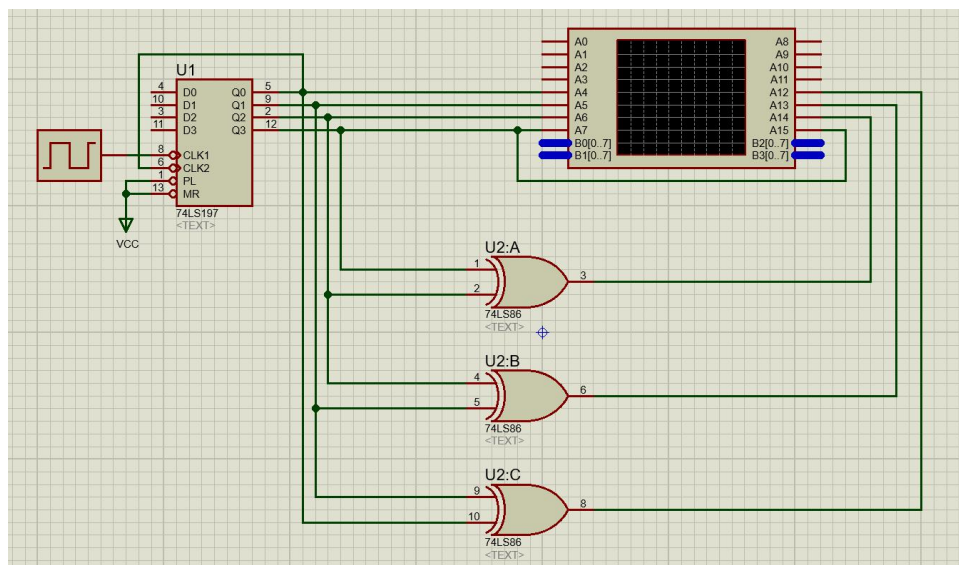 U1
4 D0 Q0 5
10 D1 Q1 9
3 D2 Q2 2
11 D3 Q3 12
8 CLK1
6 CLK2
1 PL
13 MR
74LS197
<TEXT>
VCC
A0 A8
A1 A9
A2 A10
A3 A11
A4 A12
A5 A13
A6 A14
A7 A15
B0[0..7] B2[0..7]
B1[0..7] B3[0..7]
U2:A
1
3
2
74LS86
<TEXT>
U2:B
4
6
5
74LS86
<TEXT>
U2:C
9
8
10
74LS86
<TEXT>